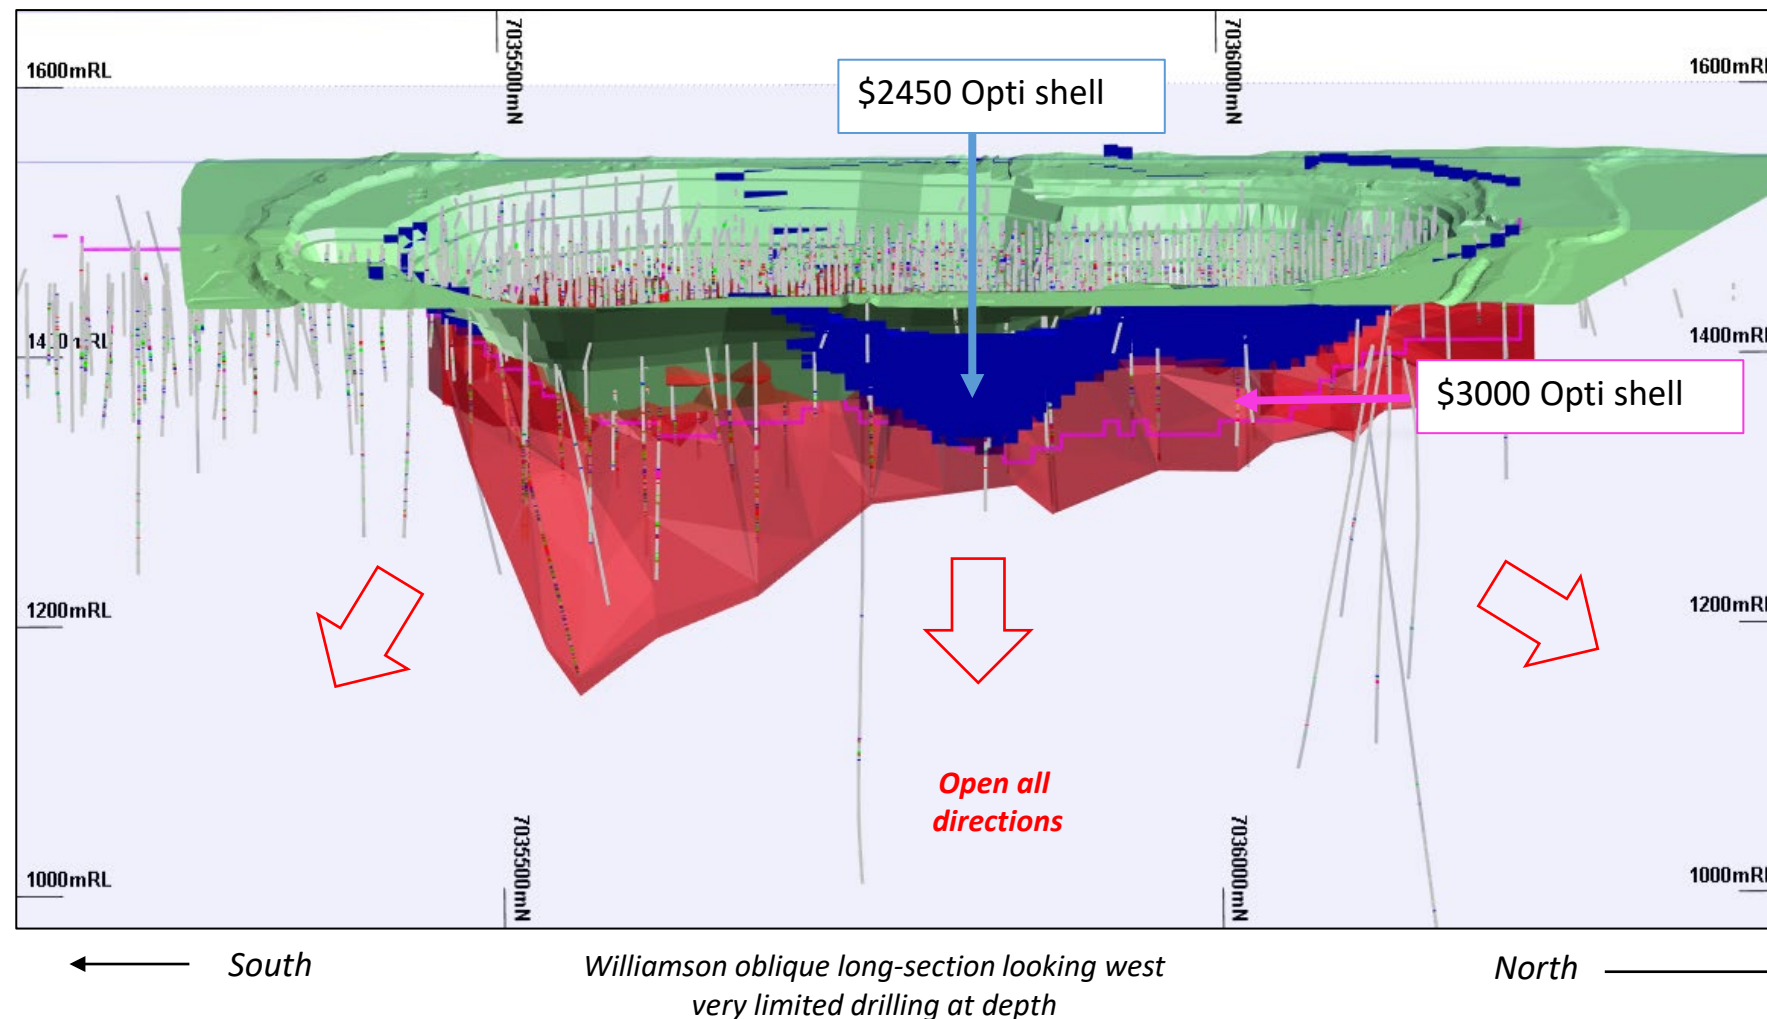 7035500mN
7036000mN
1600mRL
1600mRL
$2450 Opti shell
1400mRL
1400mRL
$3000 Opti shell
1200mRL
1200mRL
Open all
directions
7035500mN
7036000mN
1000mRL
1000mRL
South
Williamson oblique long-section looking west
very limited drilling at depth
North